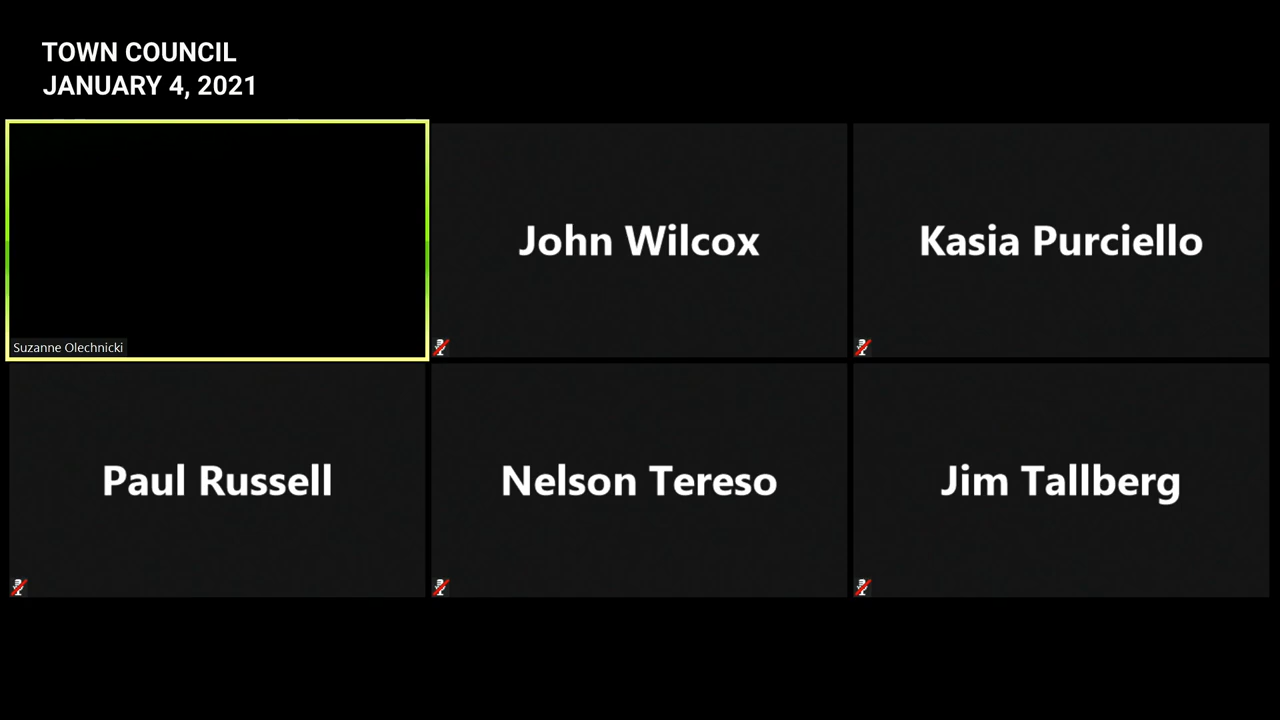 TOWN COUNCIL
JANUARY 4, 2021
Suzanne Olechnicki
John Wilcox
Kasia Purciello
Paul Russell
Nelson Tereso
Jim Tallberg